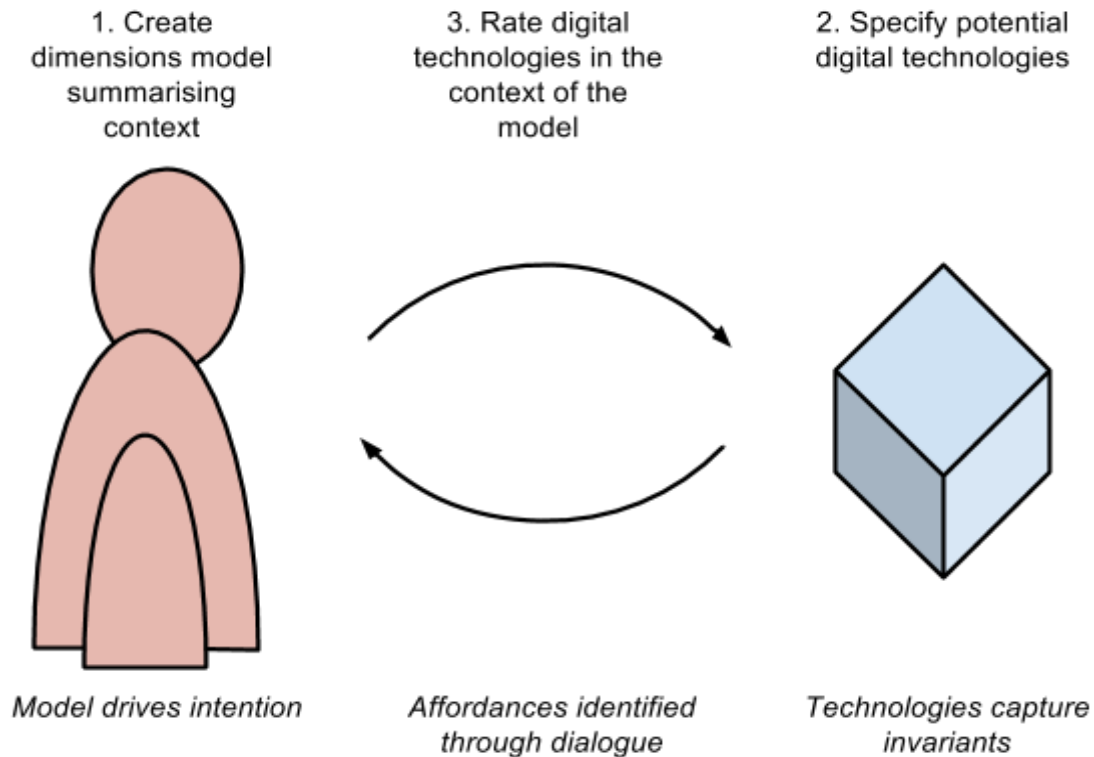 1. Create
dimensions model
summarising
context
3. Rate digital
technologies in the
context of the
model
2. Specify potential
digital technologies
Model drives intention
Affordances identified
through dialogue
Technologies capture
invariants